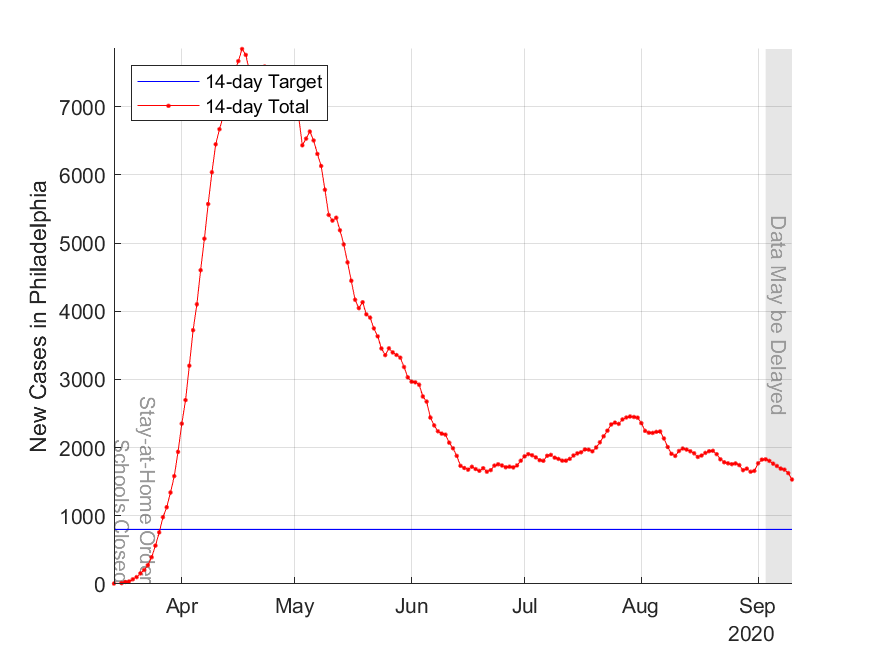 14-day Target
14-day Total
New Cases in Philadelphia
7000
6000
5000
4000
3000
2000
1000
0
Schools Closed
Stay-at-Home Order
Data May be Delayed
Apr
May
Jun
Jul
Aug
Sep
2020